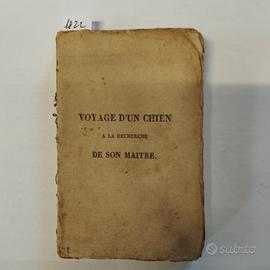 1822
VOYAGE D'UN CHIEN
A LA RECHERCHE
DE SON MAITRE.
subito